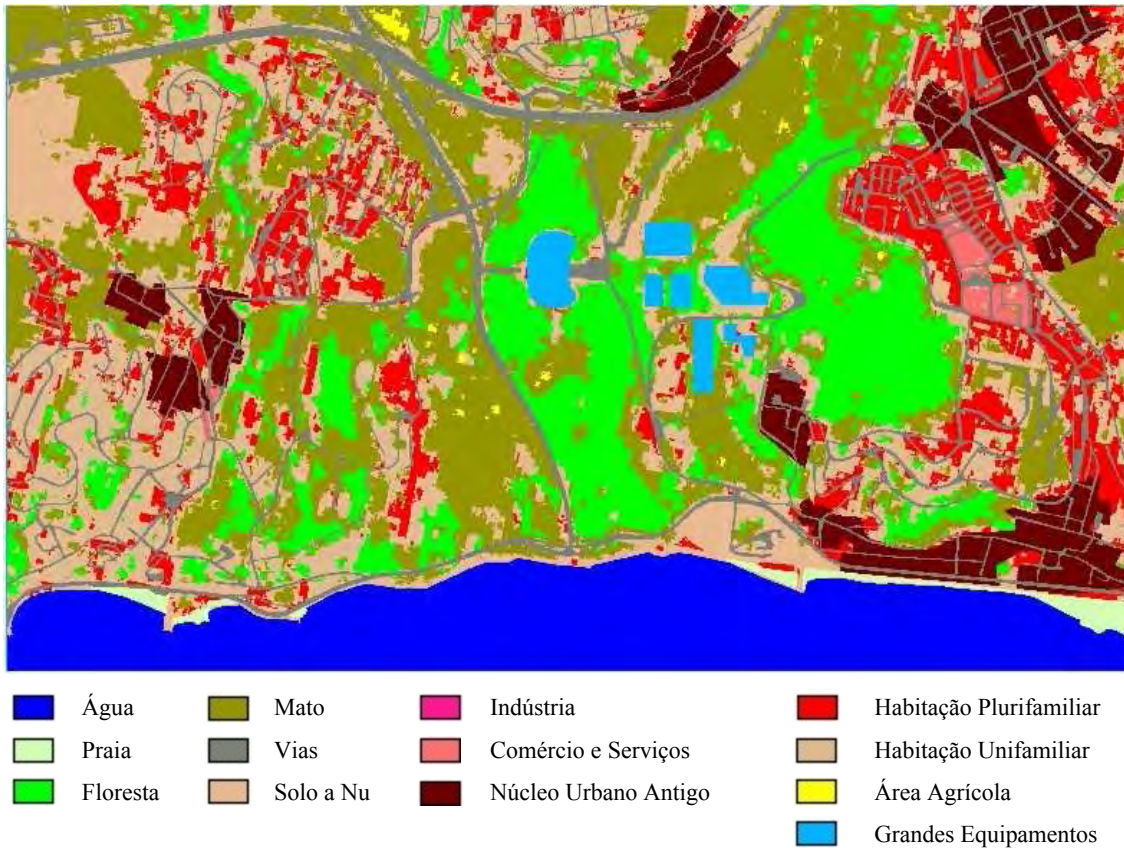 Água
Mato
Indústria
Habitação Plurifamiliar
Praia
Vias
Comércio e Serviços
Habitação Unifamiliar
Floresta
Solo a Nu
Núcleo Urbano Antigo
Área Agrícola
Grandes Equipamentos